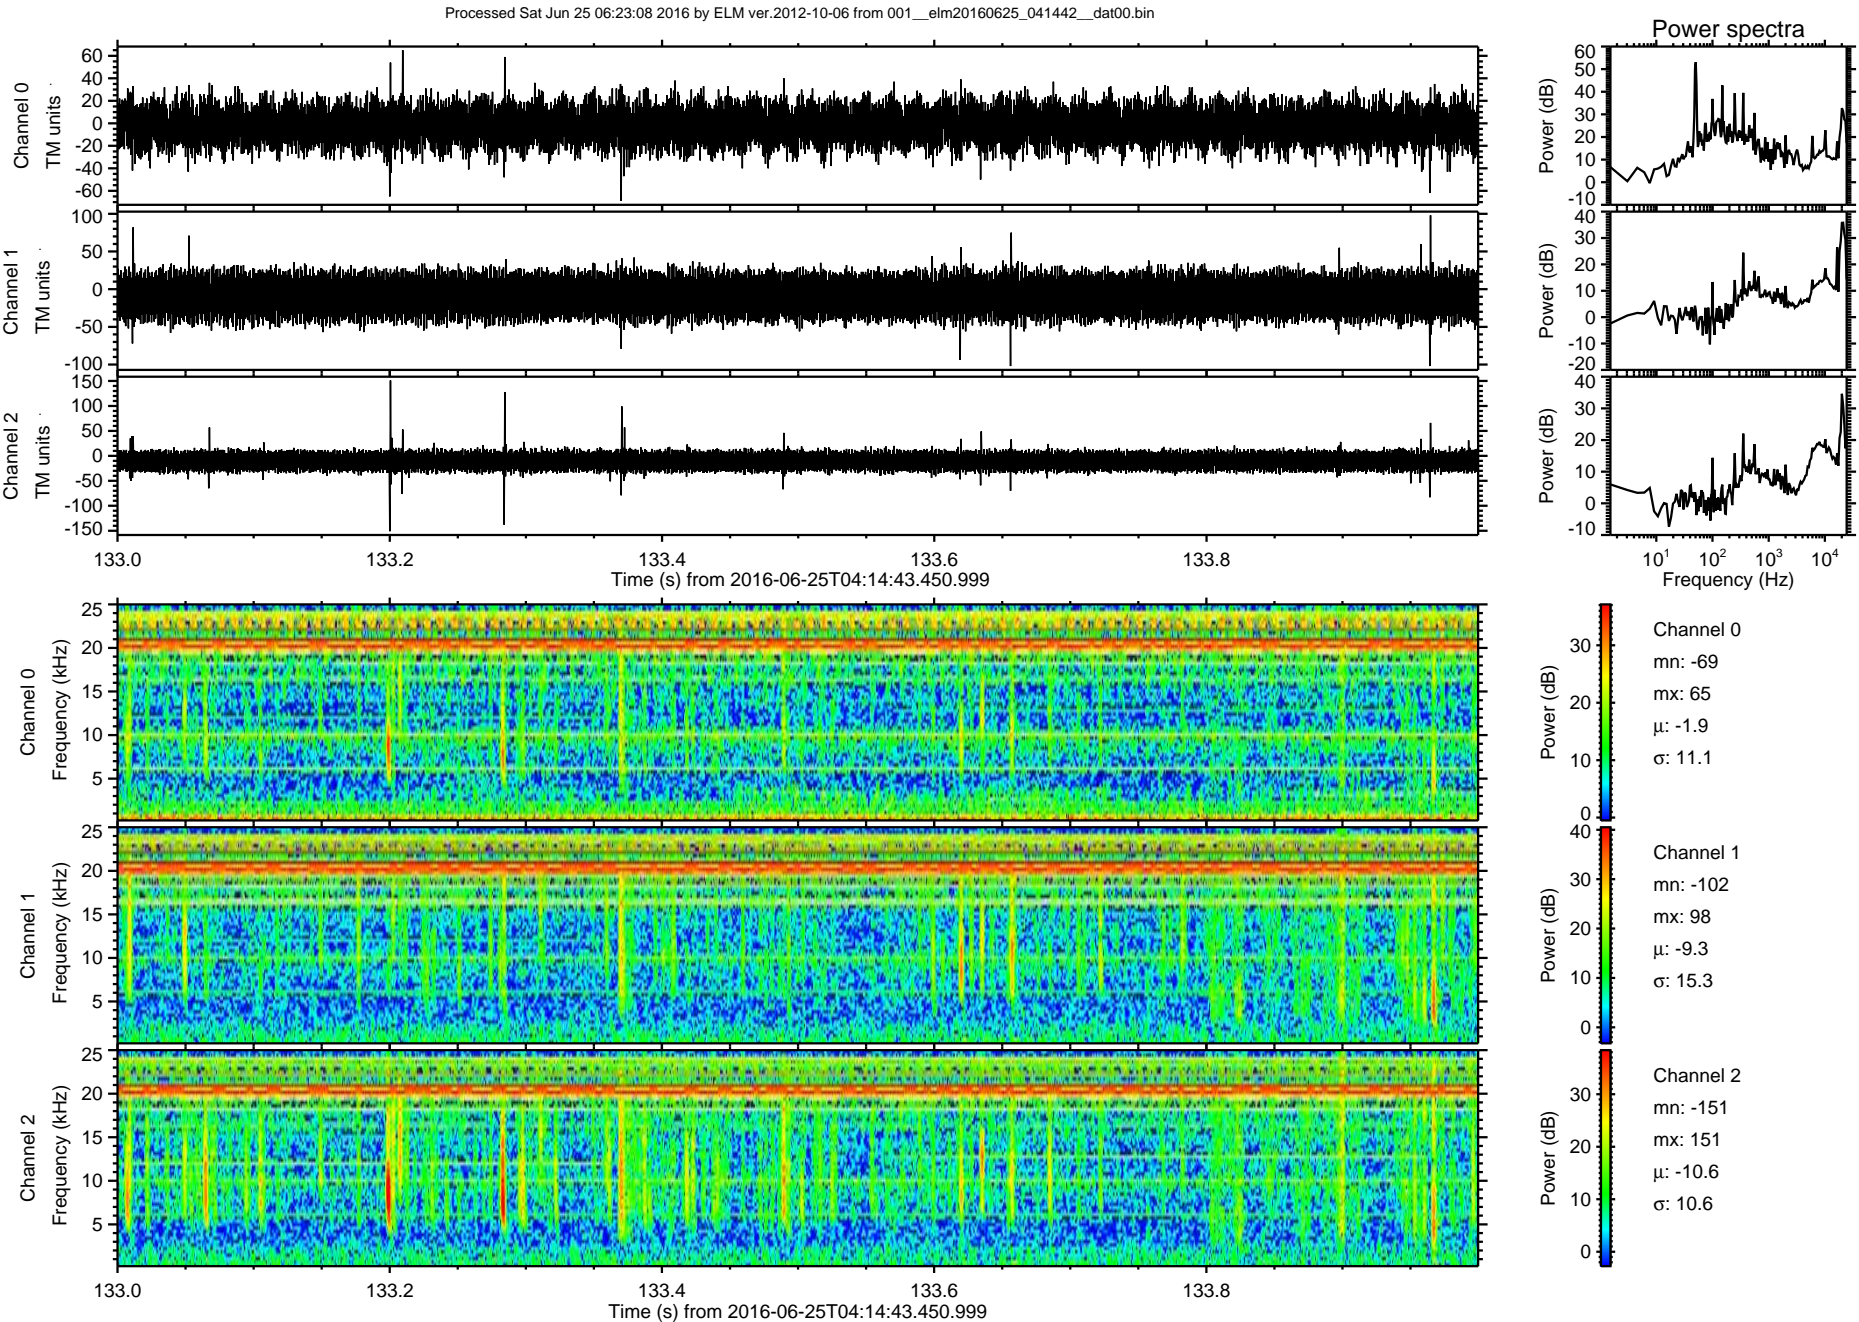 Processed Sat Jun 25 06:23:08 2016 by ELM ver.2012-10-06 from 001__elm20160625_041442__dat00.bin
Power spectra
Channel 0
TM units
60
40
20
0
-20
-40
-60
Power (dB)
60
50
40
30
20
10
0
-10
Channel 1
TM units
100
50
0
-50
-100
Power (dB)
40
30
20
10
0
-10
-20
Channel 2
TM units
150
100
50
0
-50
-100
-150
Power (dB)
40
30
20
10
0
-10
133.0 133.2 133.4 133.6 133.8
Time (s) from 2016-06-25T04:14:43.450.999
10^1 10^2 10^3 10^4
Frequency (Hz)
Channel 0
Frequency (kHz)
25
20
15
10
5
Power (dB)
30
20
10
0
Channel 0
mn: -69
mx: 65
µ: -1.9
σ: 11.1
Channel 1
Frequency (kHz)
25
20
15
10
5
Power (dB)
40
30
20
10
0
Channel 1
mn: -102
mx: 98
µ: -9.3
σ: 15.3
Channel 2
Frequency (kHz)
25
20
15
10
5
Power (dB)
30
20
10
0
Channel 2
mn: -151
mx: 151
µ: -10.6
σ: 10.6
133.0 133.2 133.4 133.6 133.8
Time (s) from 2016-06-25T04:14:43.450.999